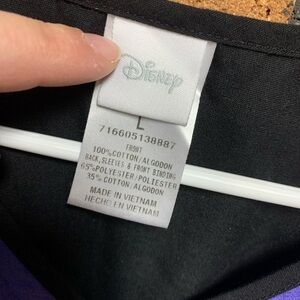 Disney
L
716605138887
FRONT
100%COTTON/ALGODON
BACK,SLEEVES & FRONT BINDING
65%POLYESTER/POLIESTER
35% COTTON/ALGODON
MADE IN VIETNAM
HECHO EN VIETNAM